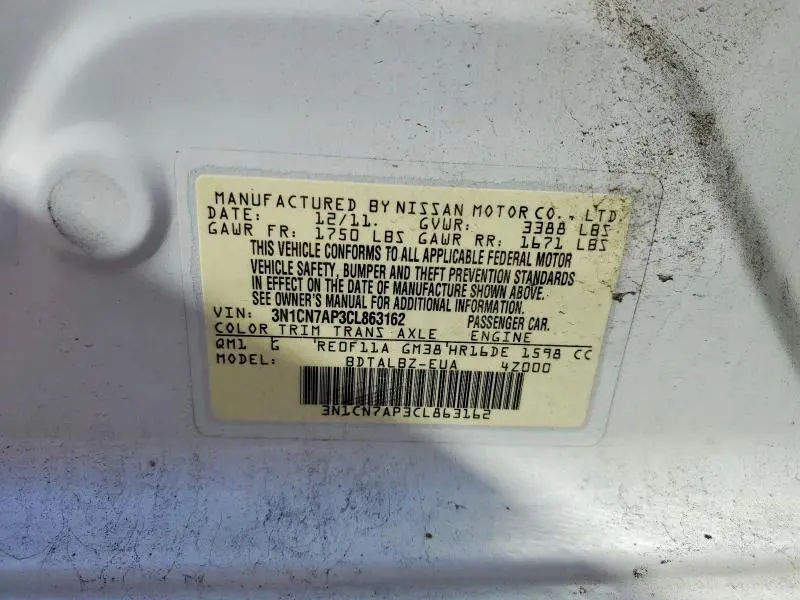 MANUFACTURED BY NISSAN MOTOR CO., LTD.
DATE: 12/11. GVWR: 3388 LBS
GAWR FR: 1750 LBS GAWR RR: 1671 LBS
THIS VEHICLE CONFORMS TO ALL APPLICABLE FEDERAL MOTOR
VEHICLE SAFETY, BUMPER AND THEFT PREVENTION STANDARDS
IN EFFECT ON THE DATE OF MANUFACTURE SHOWN ABOVE.
SEE OWNER'S MANUAL FOR ADDITIONAL INFORMATION.
VIN: 3N1CN7AP3CL863162 PASSENGER CAR.
COLOR TRIM TRANS AXLE ENGINE
QM1 G RE0F11A GM38 HR16DE 1598 CC
MODEL: BDTALBZ-EUA 4Z000
3N1CN7AP3CL863162